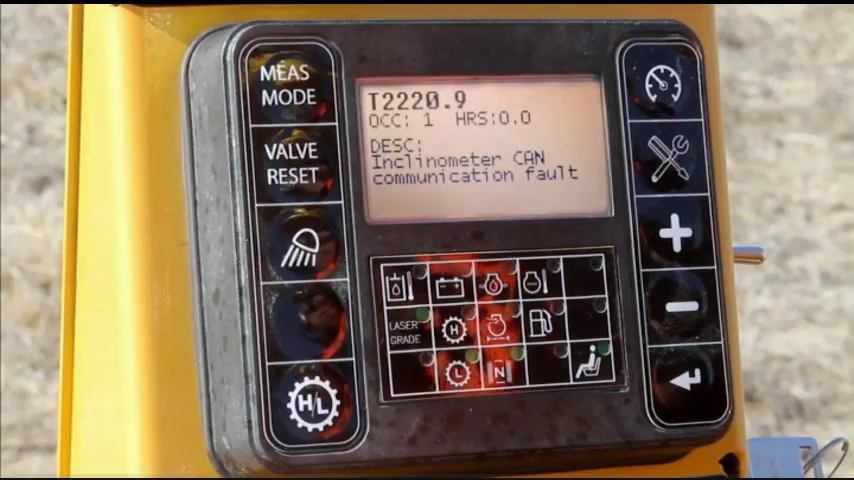 MEAS
MODE
VALVE
RESET
H/L
T2220.9
OCC: 1 HRS:0.0
DESC:
Inclinometer CAN
communication fault
LASER
GRADE
H
L
N